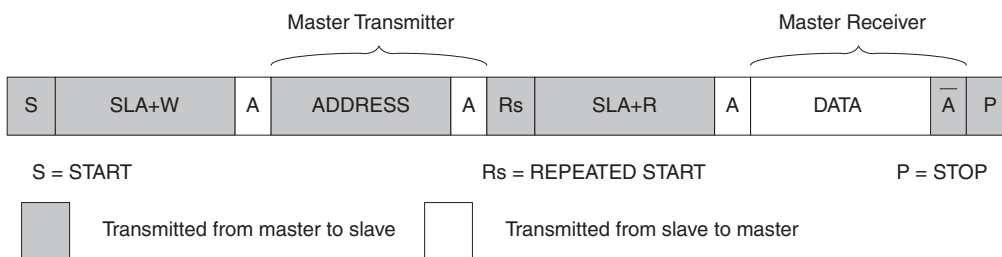 Master Transmitter Master Receiver
S SLA+W A ADDRESS A Rs SLA+R A DATA A̅ P
S = START Rs = REPEATED START P = STOP
Transmitted from master to slave Transmitted from slave to master